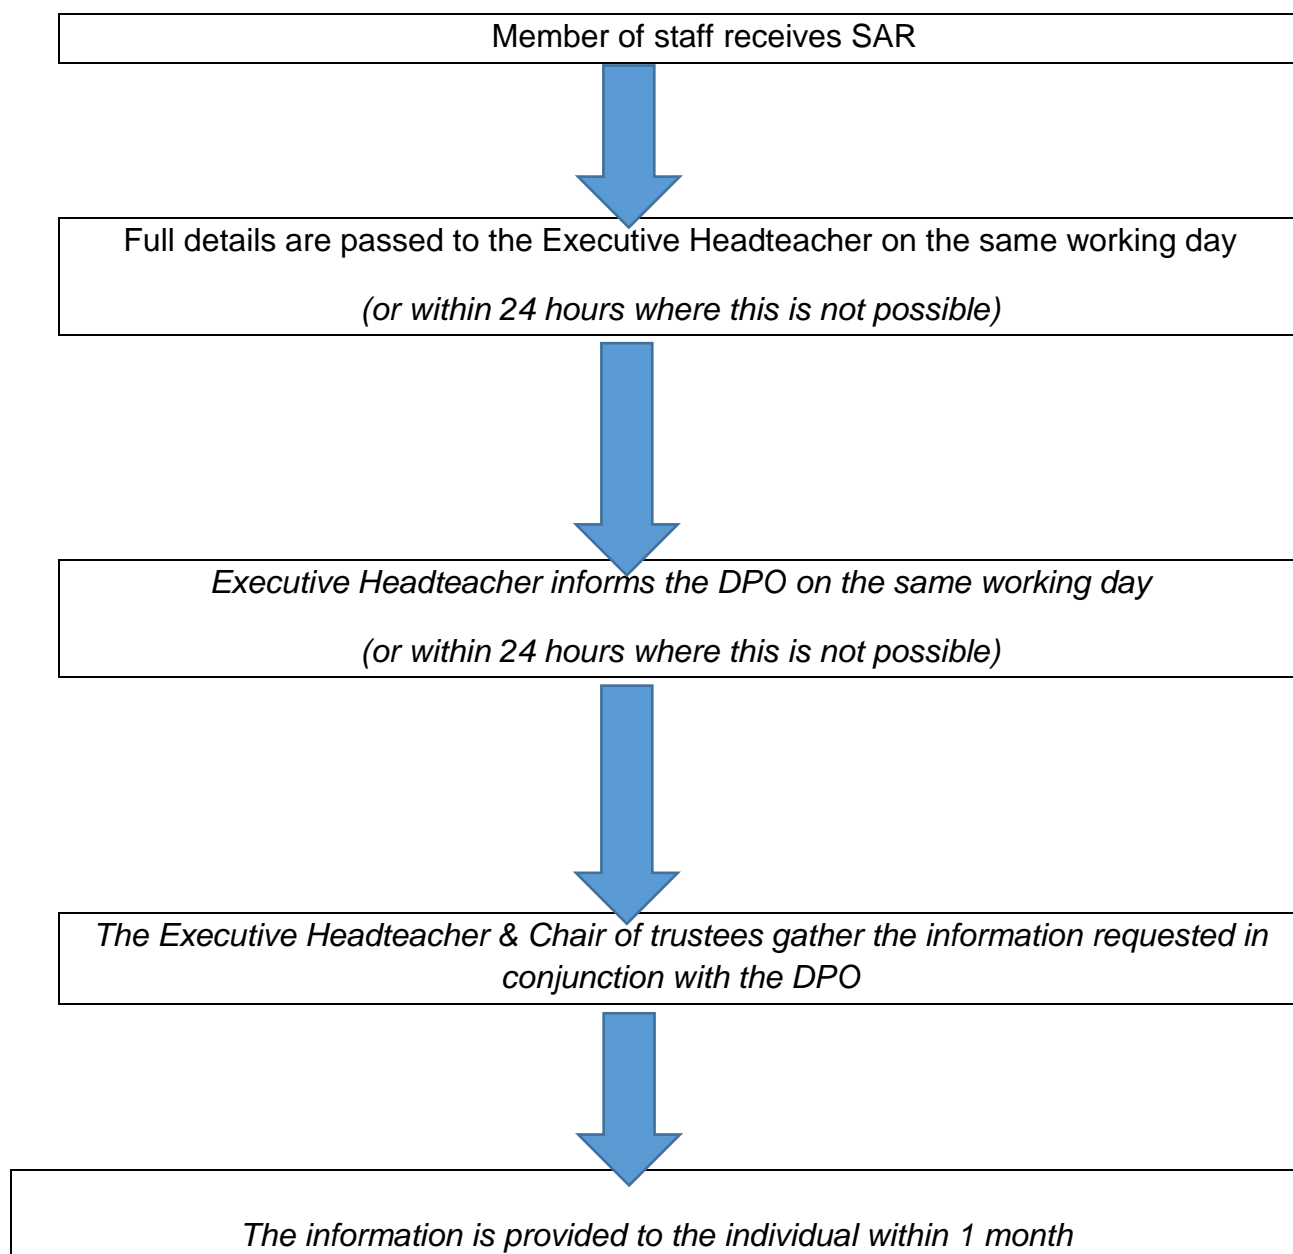 Member of staff receives SAR
Full details are passed to the Executive Headteacher on the same working day
(or within 24 hours where this is not possible)
Executive Headteacher informs the DPO on the same working day
(or within 24 hours where this is not possible)
The Executive Headteacher & Chair of trustees gather the information requested in
conjunction with the DPO
The information is provided to the individual within 1 month